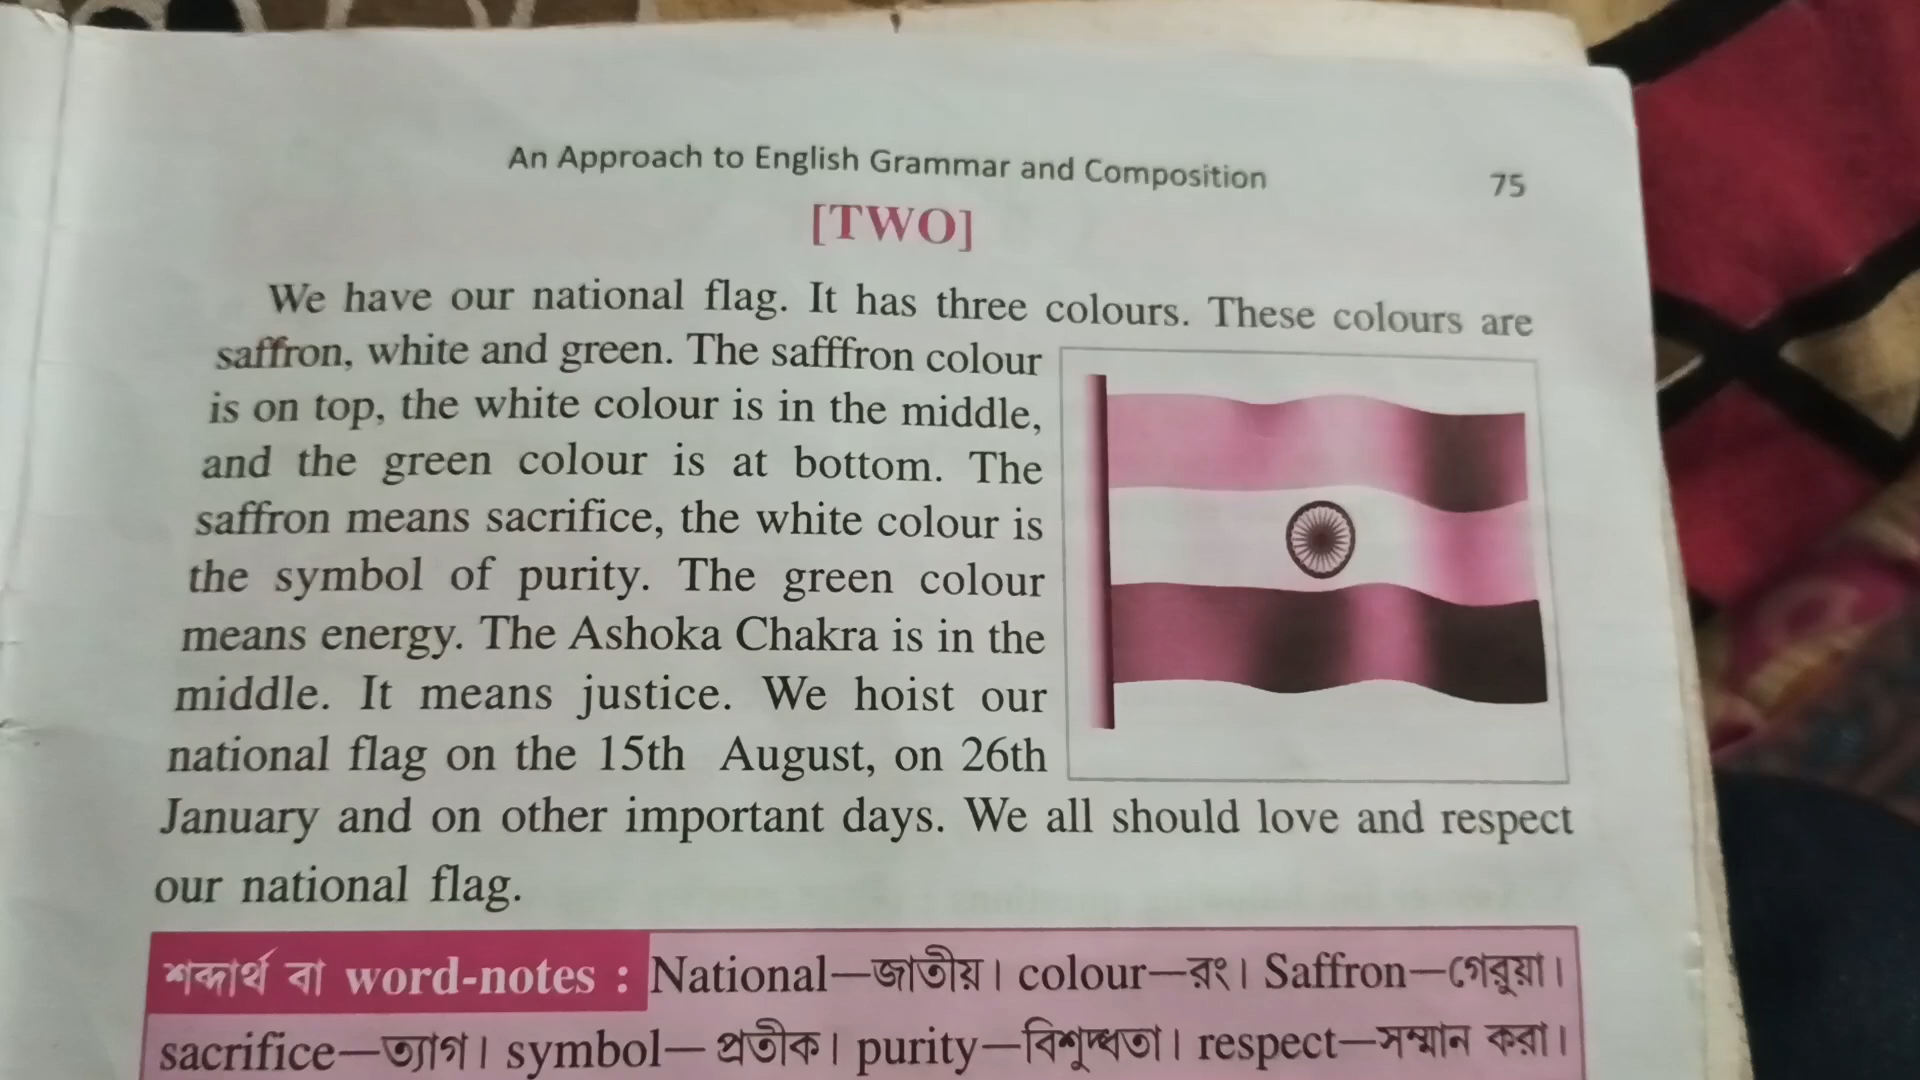 An Approach to English Grammar and Composition 75
[TWO]
We have our national flag. It has three colours. These colours are
saffron, white and green. The safffron colour
is on top, the white colour is in the middle,
and the green colour is at bottom. The
saffron means sacrifice, the white colour is
the symbol of purity. The green colour
means energy. The Ashoka Chakra is in the
middle. It means justice. We hoist our
national flag on the 15th August, on 26th
January and on other important days. We all should love and respect
our national flag.
শব্দার্থ বা word-notes : National—জাতীয়। colour—রং। Saffron—গেরুয়া।
sacrifice—ত্যাগ। symbol— প্রতীক। purity—বিশুদ্ধতা। respect—সম্মান করা।